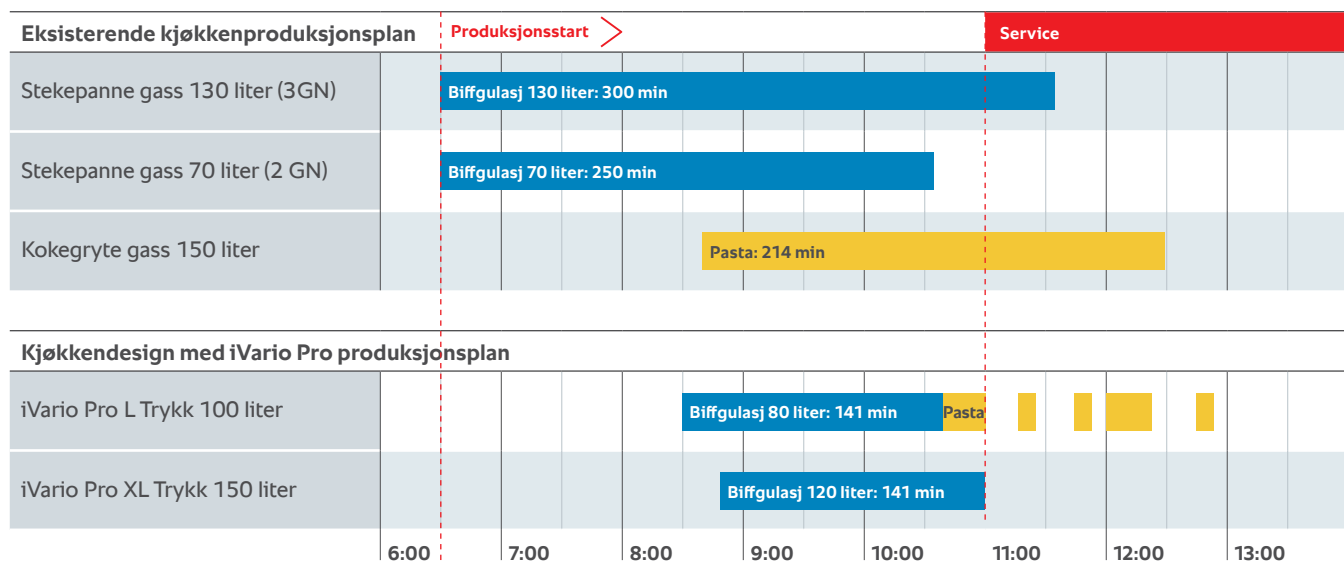 Eksisterende kjøkkenproduksjonsplan
Produksjonsstart
Service
Stekepanne gass 130 liter (3GN)
Biffgulasj 130 liter: 300 min
Stekepanne gass 70 liter (2 GN)
Biffgulasj 70 liter: 250 min
Kokegryte gass 150 liter
Pasta: 214 min
Kjøkkendesign med iVario Pro produksjonsplan
iVario Pro L Trykk 100 liter
Biffgulasj 80 liter: 141 min
Pasta
iVario Pro XL Trykk 150 liter
Biffgulasj 120 liter: 141 min
6:00 7:00 8:00 9:00 10:00 11:00 12:00 13:00